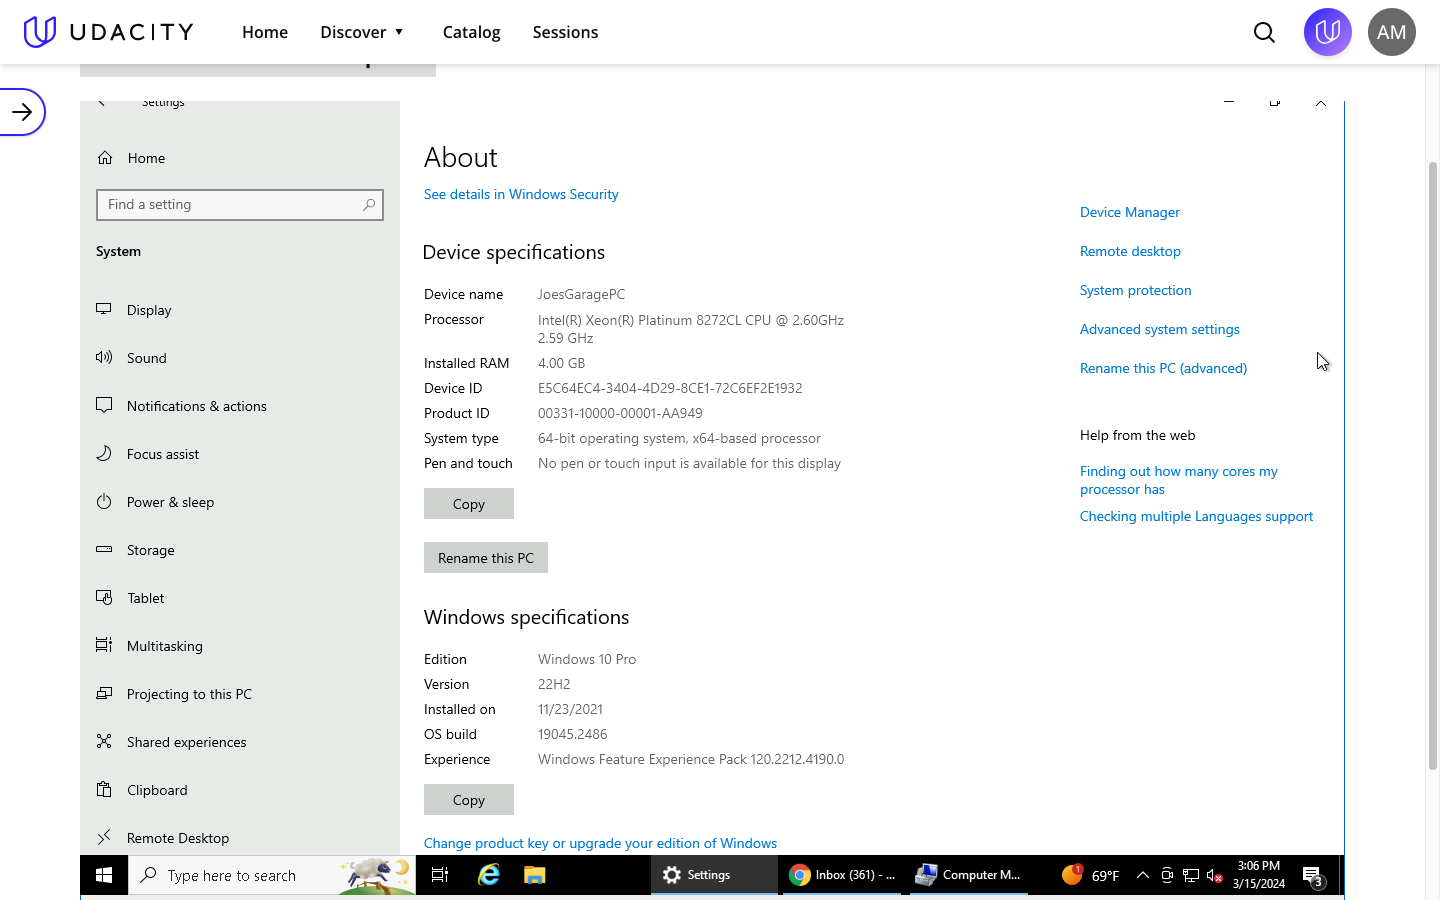 UDACITY
Home
Discover
Catalog
Sessions
AM
Settings
Home
Find a setting
System
Display
Sound
Notifications & actions
Focus assist
Power & sleep
Storage
Tablet
Multitasking
Projecting to this PC
Shared experiences
Clipboard
Remote Desktop
About
See details in Windows Security
Device specifications
Device name JoesGaragePC
Processor Intel(R) Xeon(R) Platinum 8272CL CPU @ 2.60GHz
2.59 GHz
Installed RAM 4.00 GB
Device ID E5C64EC4-3404-4D29-8CE1-72C6EF2E1932
Product ID 00331-10000-00001-AA949
System type 64-bit operating system, x64-based processor
Pen and touch No pen or touch input is available for this display
Copy
Rename this PC
Windows specifications
Edition Windows 10 Pro
Version 22H2
Installed on 11/23/2021
OS build 19045.2486
Experience Windows Feature Experience Pack 120.2212.4190.0
Copy
Change product key or upgrade your edition of Windows
Device Manager
Remote desktop
System protection
Advanced system settings
Rename this PC (advanced)
Help from the web
Finding out how many cores my
processor has
Checking multiple Languages support
Type here to search
Settings
Inbox (361) - ...
Computer M...
1
69°F
3:06 PM
3/15/2024
3